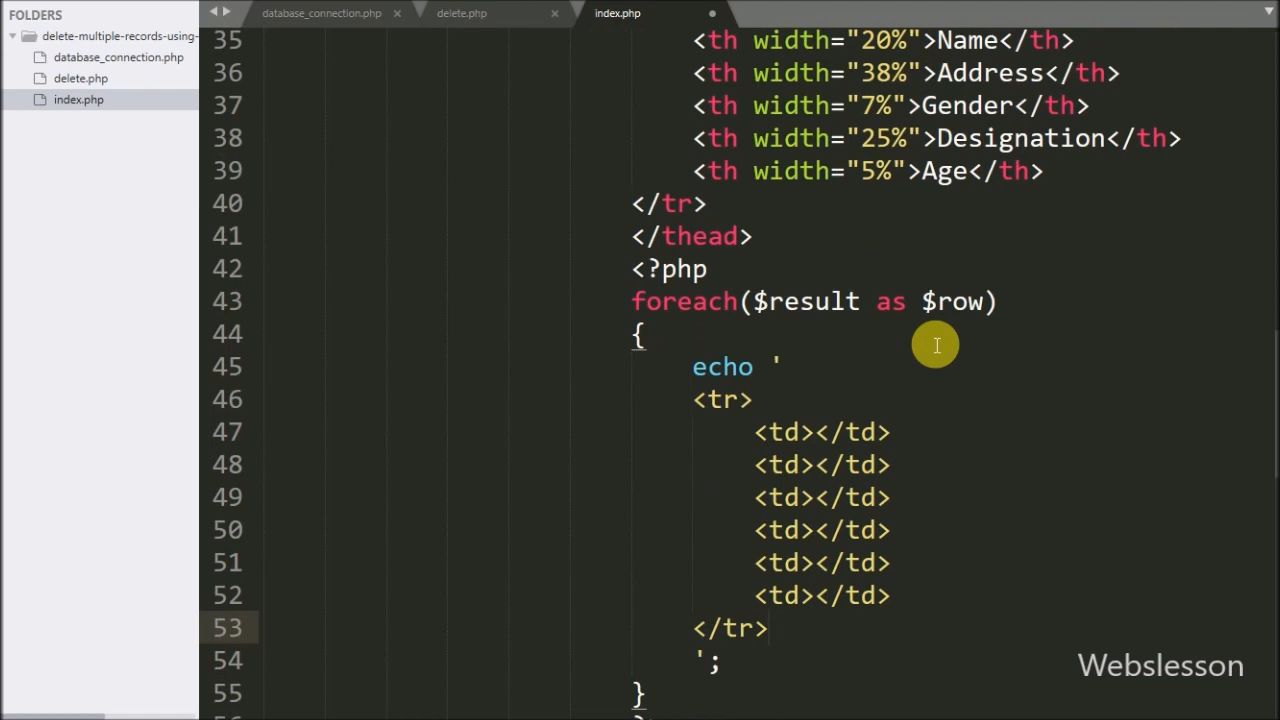 FOLDERS
delete-multiple-records-using-
database_connection.php
delete.php
index.php
database_connection.php × delete.php × index.php
35 <th width="20%">Name</th>
36 <th width="38%">Address</th>
37 <th width="7%">Gender</th>
38 <th width="25%">Designation</th>
39 <th width="5%">Age</th>
40 </tr>
41 </thead>
42 <?php
43 foreach($result as $row)
44 {
45 echo '
46 <tr>
47 <td></td>
48 <td></td>
49 <td></td>
50 <td></td>
51 <td></td>
52 <td></td>
53 </tr>
54 ';
55 }
Webslesson